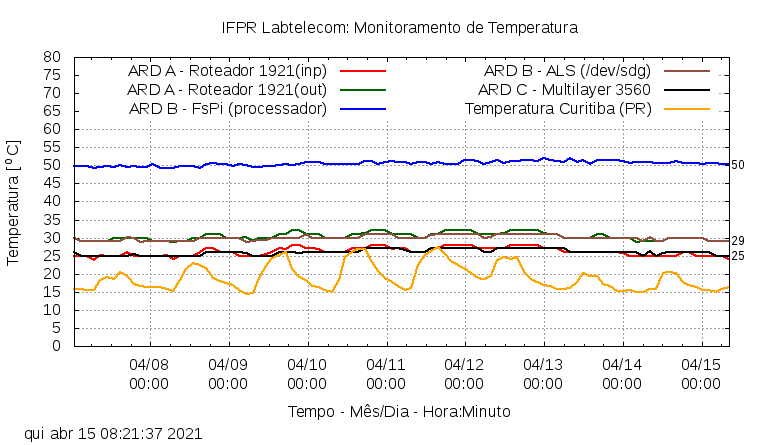 IFPR Labtelecom: Monitoramento de Temperatura
Temperatura [ºC]
80
75
70
65
60
55
50
45
40
35
30
25
20
15
10
5
0
ARD A - Roteador 1921(inp)
ARD A - Roteador 1921(out)
ARD B - FsPi (processador)
ARD B - ALS (/dev/sdg)
ARD C - Multilayer 3560
Temperatura Curitiba (PR)
50
29
25
04/08 00:00
04/09 00:00
04/10 00:00
04/11 00:00
04/12 00:00
04/13 00:00
04/14 00:00
04/15 00:00
Tempo - Mês/Dia - Hora:Minuto
qui abr 15 08:21:37 2021